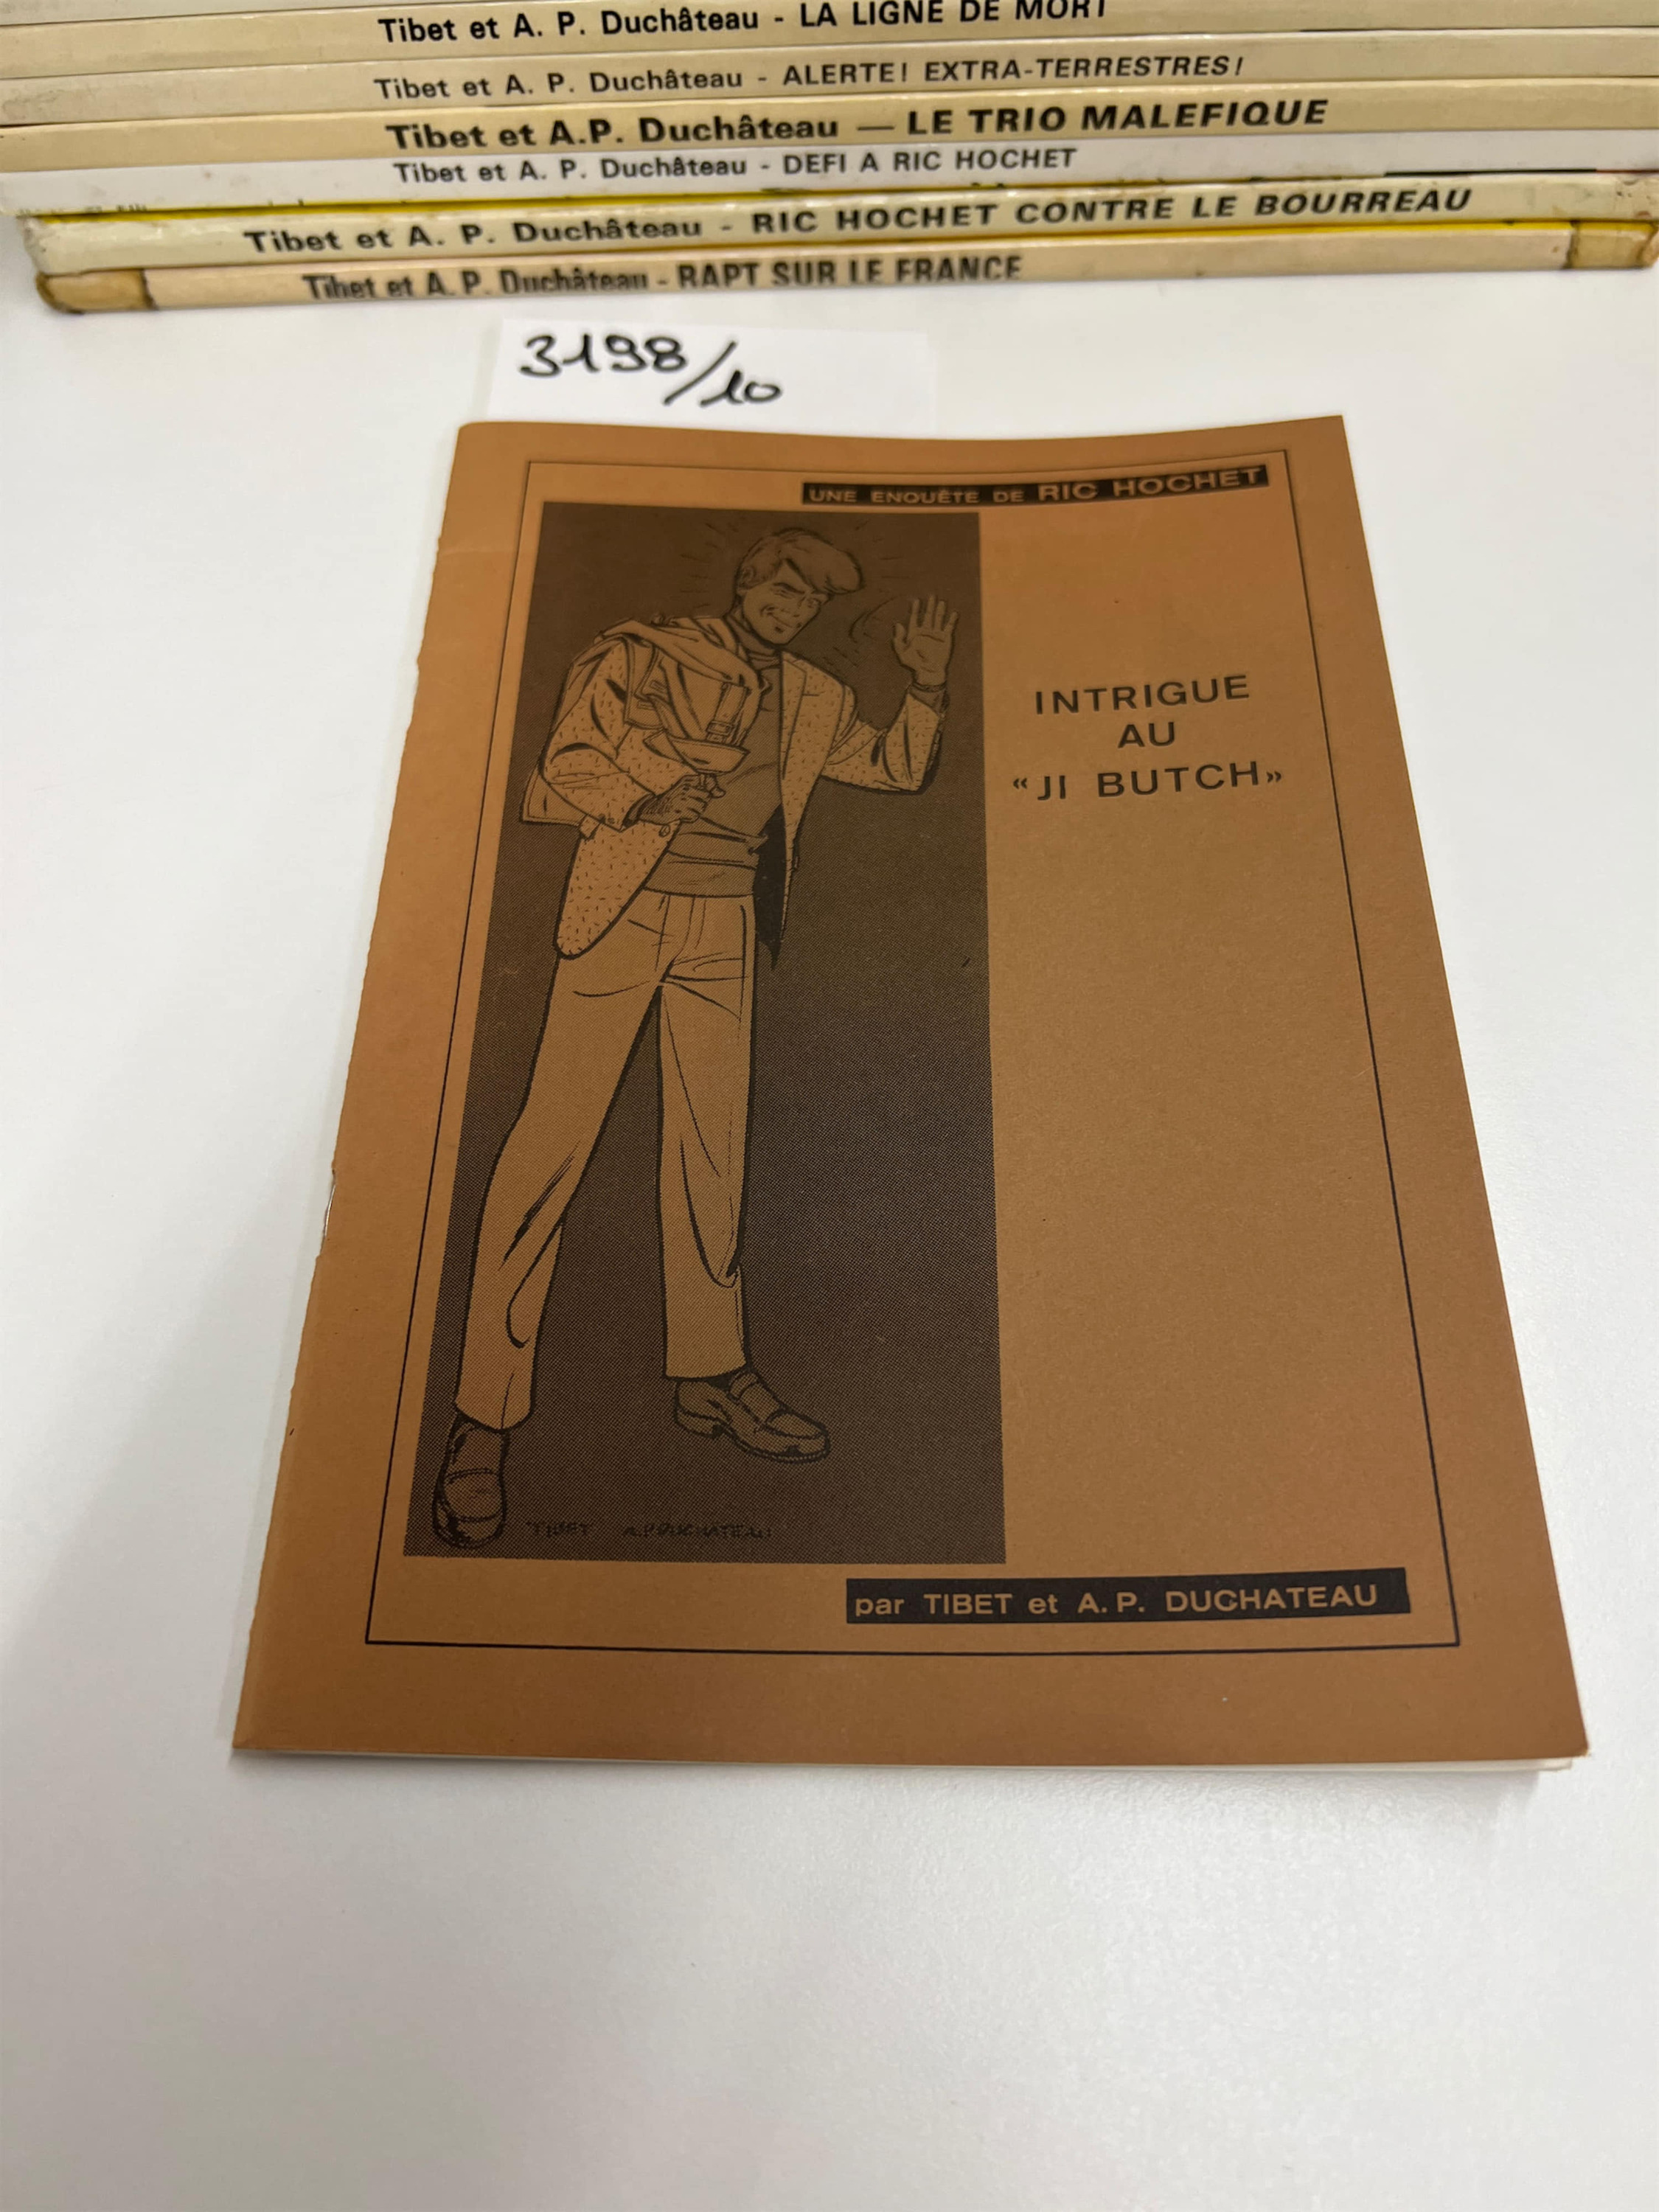 Tibet et A. P. Duchâteau - LA LIGNE DE MORT
Tibet et A. P. Duchâteau - ALERTE! EXTRA-TERRESTRES!
Tibet et A.P. Duchâteau — LE TRIO MALEFIQUE
Tibet et A. P. Duchâteau - DEFI A RIC HOCHET
Tibet et A. P. Duchâteau - RIC HOCHET CONTRE LE BOURREAU
Tibet et A. P. Duchâteau - RAPT SUR LE FRANCE
3198/10
UNE ENQUÊTE DE RIC HOCHET
INTRIGUE
AU
«JI BUTCH»
TIBET A.P. DUCHATEAU
par TIBET et A. P. DUCHATEAU